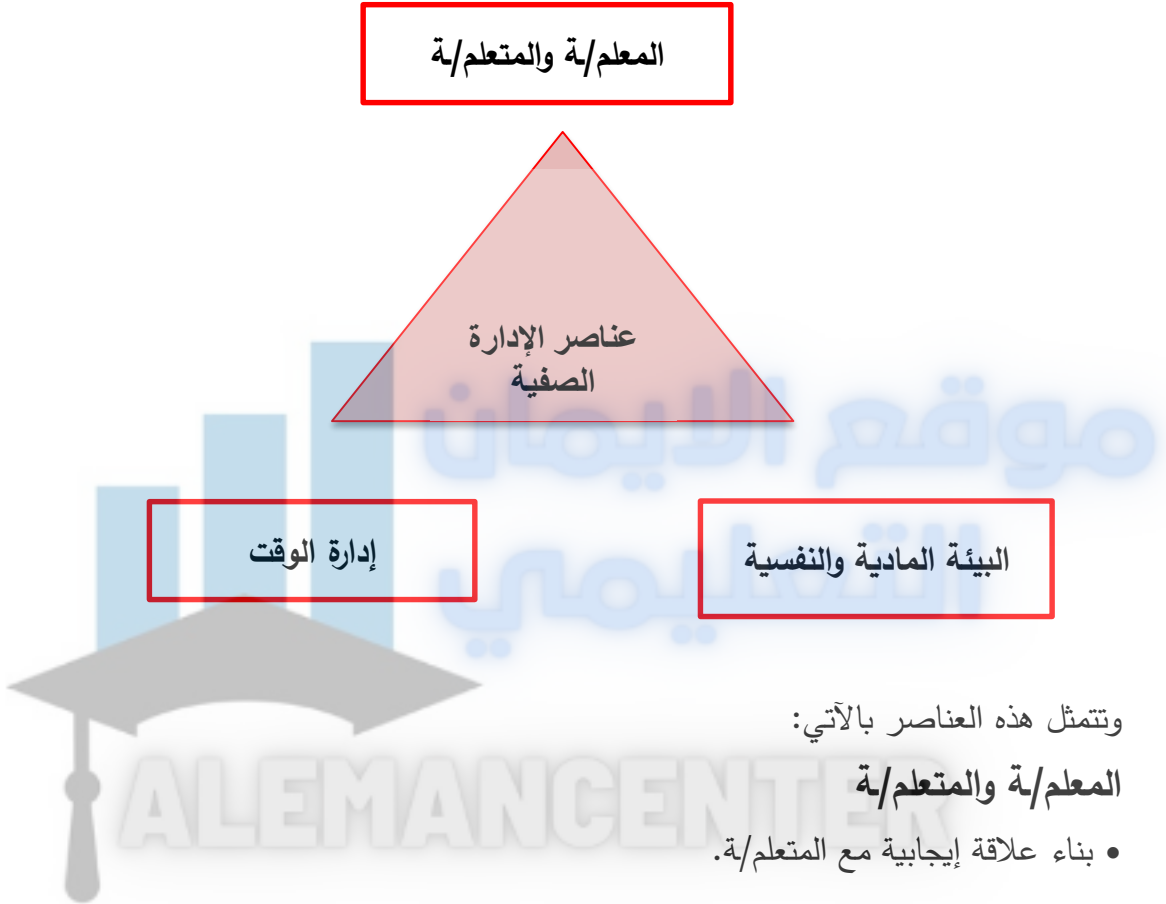 المعلم/ـة والمتعلم/ـة
عناصر الإدارة
الصفية
موقع الايمان
التعليمي
البيئة المادية والنفسية
إدارة الوقت
وتتمثل هذه العناصر بالآتي:
ALEMANCENTER
المعلم/ـة والمتعلم/ـة
• بناء علاقة إيجابية مع المتعلم/ـة.